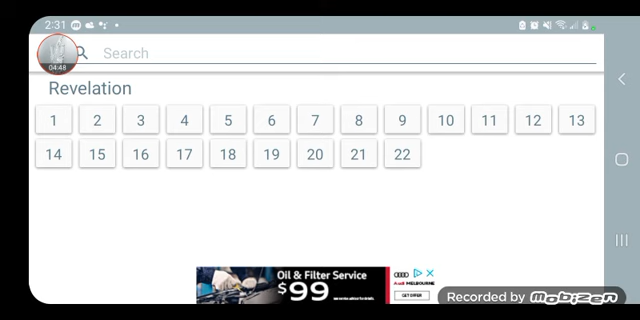 2:31
04:48
Search
Revelation
1 2 3 4 5 6 7 8 9 10 11 12 13
14 15 16 17 18 19 20 21 22
Oil & Filter Service
$99
Audi MELBOURNE
GET OFFER
Recorded by MOBIZEN